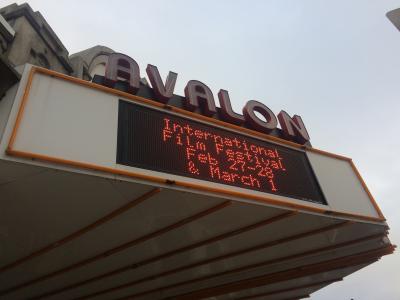 AVALON
International
Film Festival
Feb 27-28
& March 1